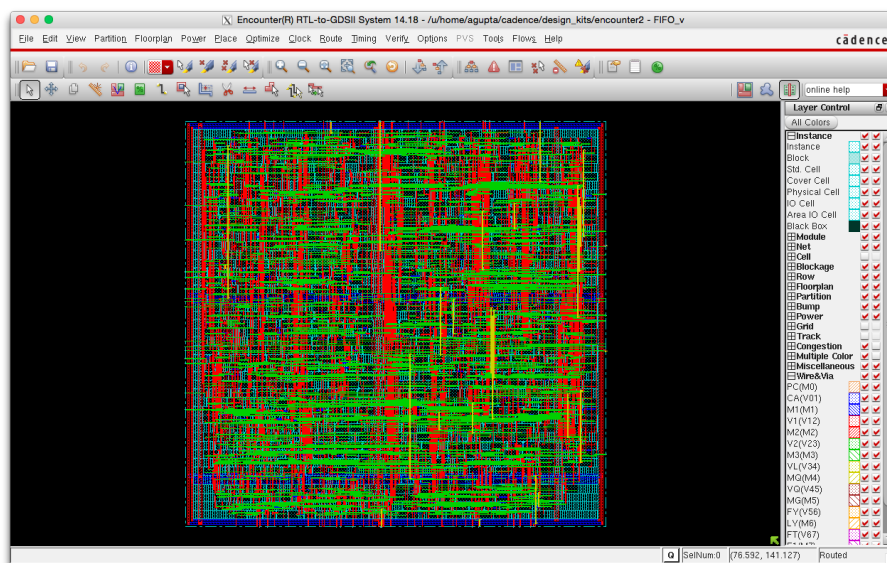 Encounter(R) RTL-to-GDSII System 14.18 - /u/home/agupta/cadence/design_kits/encounter2 - FIFO_v
File Edit View Partition Floorplan Power Place Optimize Clock Route Timing Verify Options PVS Tools Flows Help
cādence
online help
Layer Control
All Colors
Instance
Instance
Block
Std. Cell
Cover Cell
Physical Cell
IO Cell
Area IO Cell
Black Box
Module
Net
Cell
Blockage
Row
Floorplan
Partition
Bump
Power
Grid
Track
Congestion
Multiple Color
Miscellaneous
Wire&Via
PC(M0)
CA(V01)
M1(M1)
V1(V12)
M2(M2)
V2(V23)
M3(M3)
VL(V34)
MQ(M4)
VQ(V45)
MG(M5)
FY(V56)
LY(M6)
FT(V67)
Q SelNum:0 (76.592, 141.127) Routed